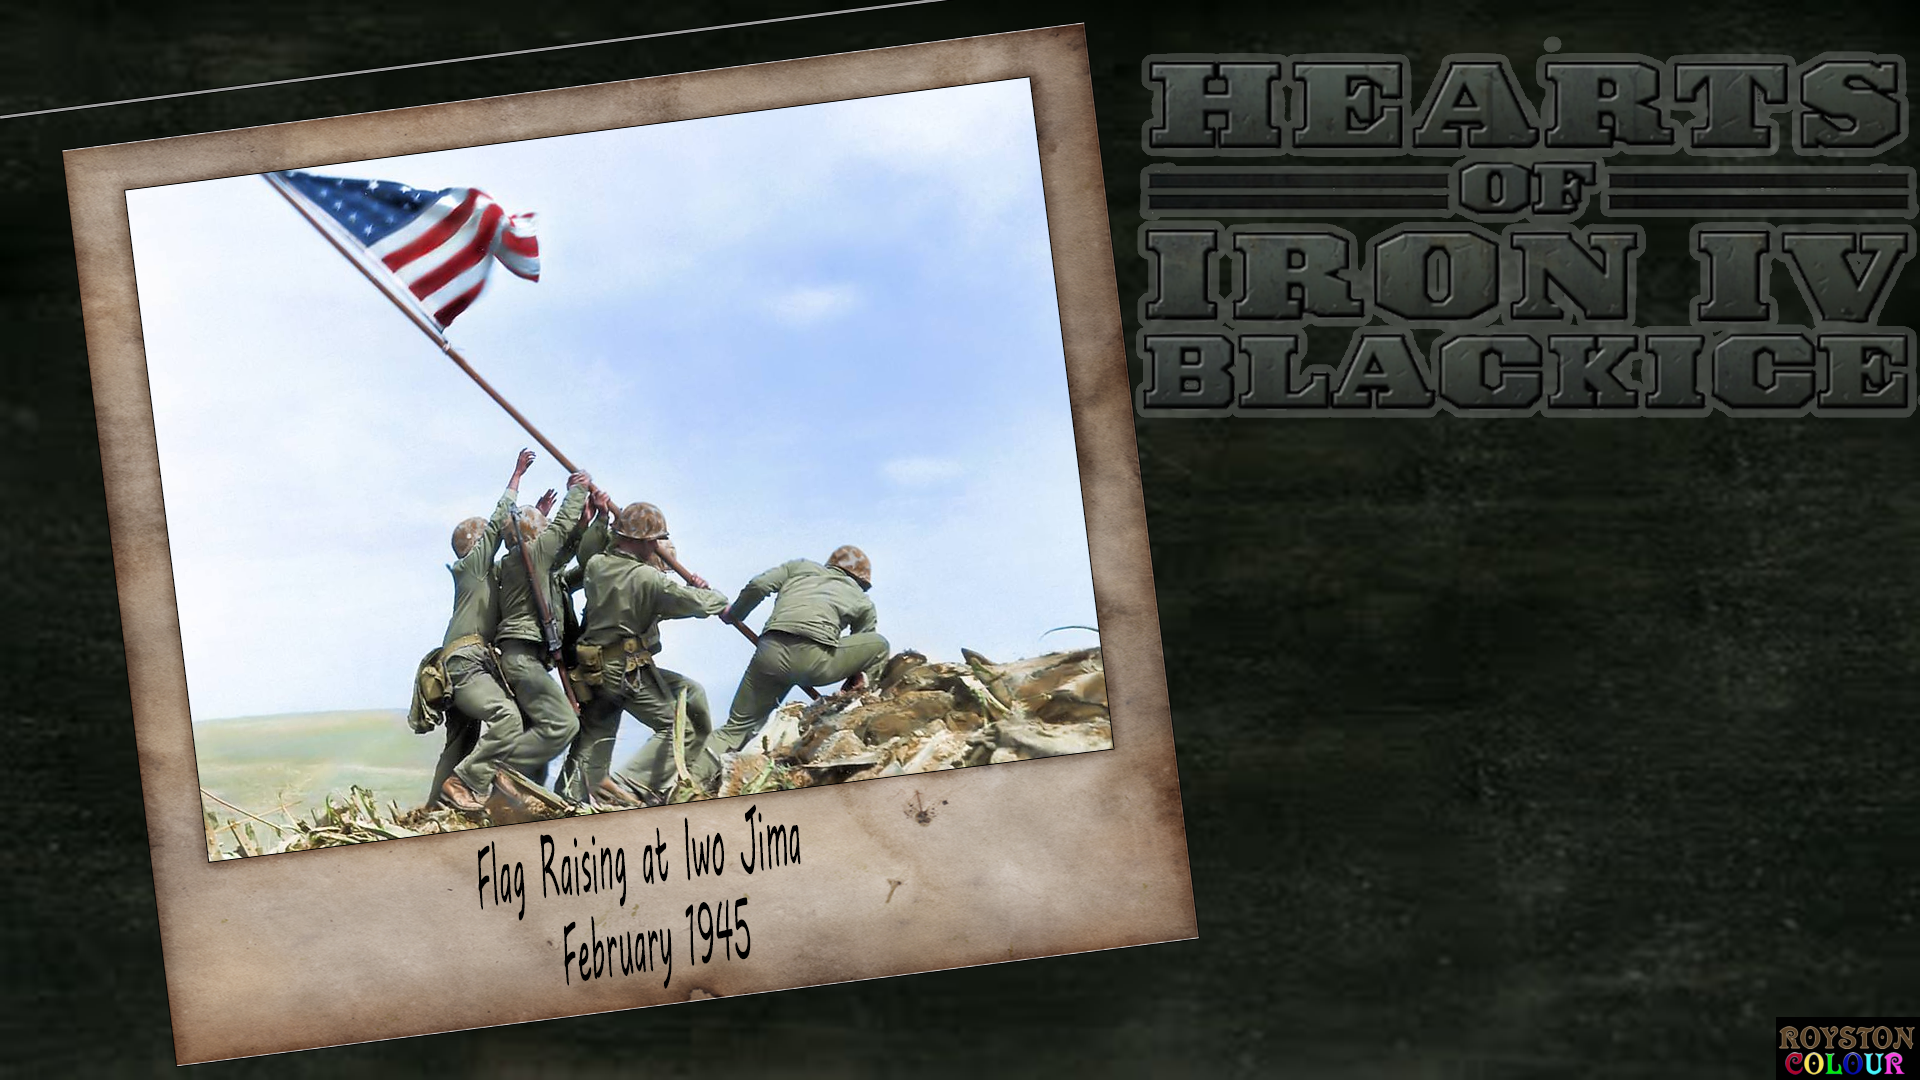 HEARTS
OF
IRON IV
BLACKICE
Flag Raising at Iwo Jima
February 1945
ROYSTON
COLOUR